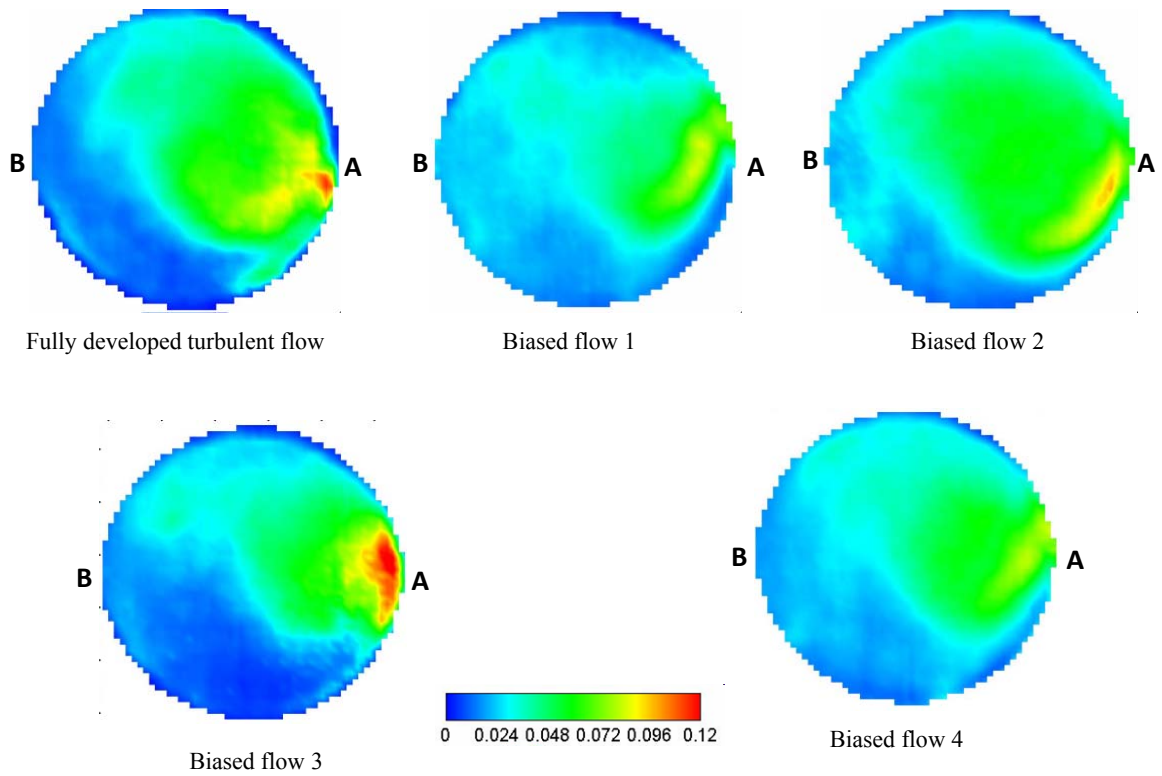 B
A
Fully developed turbulent flow
B
A
Biased flow 1
B
A
Biased flow 2
B
A
Biased flow 3
0 0.024 0.048 0.072 0.096 0.12
B
A
Biased flow 4